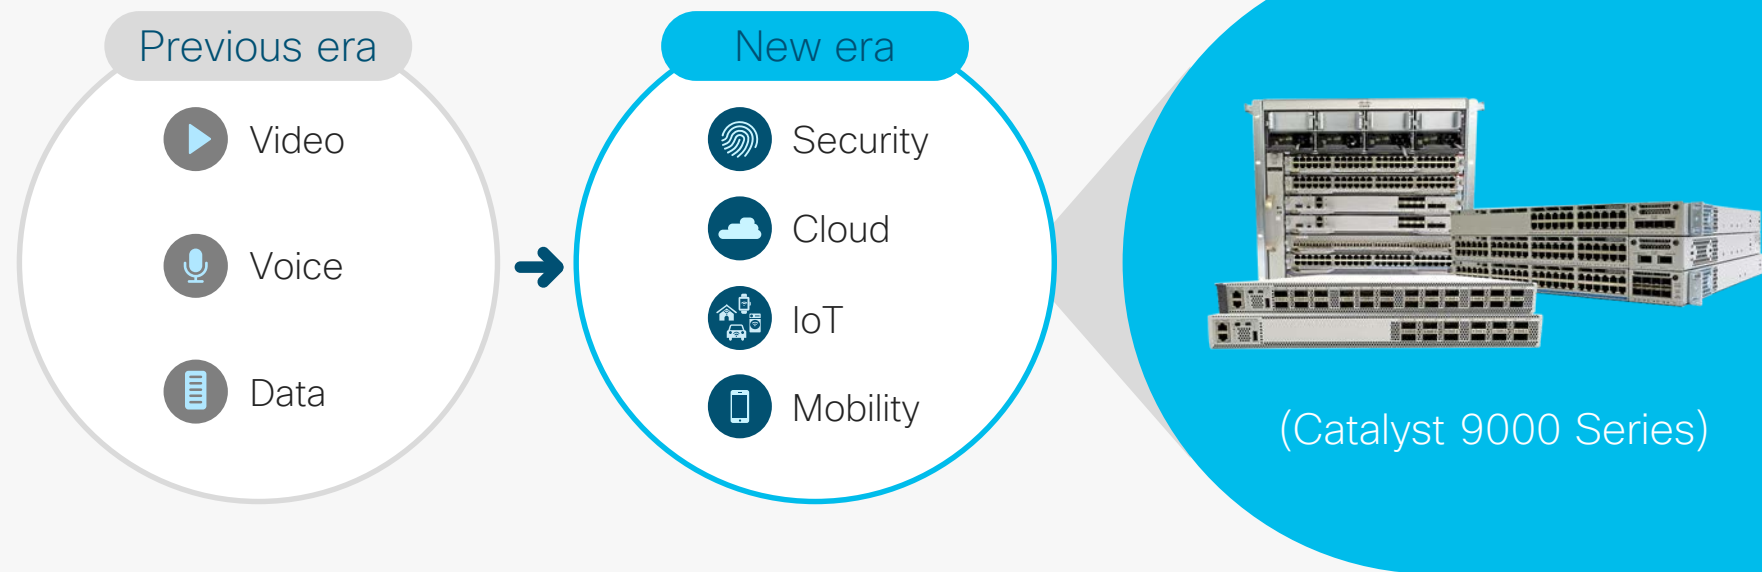 Previous era
Video
Voice
Data
New era
Security
Cloud
IoT
Mobility
(Catalyst 9000 Series)